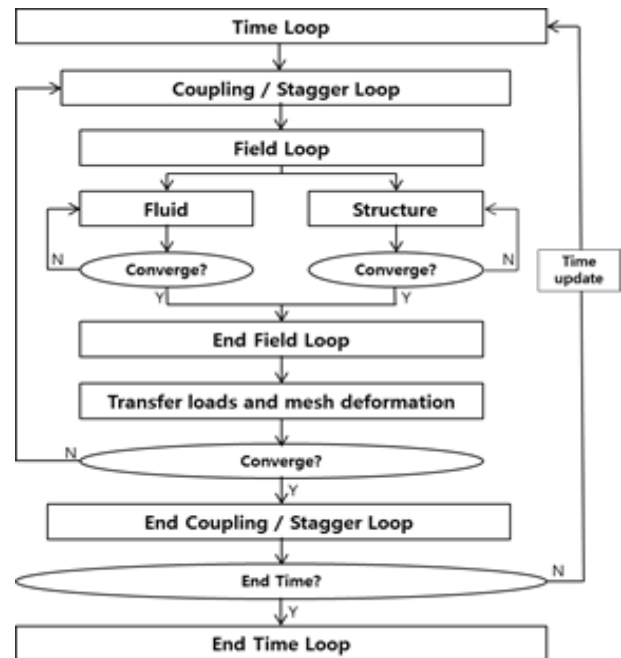 Time Loop
Coupling / Stagger Loop
Field Loop
Fluid
Structure
N
Converge?
Converge?
N
Time
update
Y
Y
End Field Loop
Transfer loads and mesh deformation
N
Converge?
Y
End Coupling / Stagger Loop
End Time?
N
Y
End Time Loop